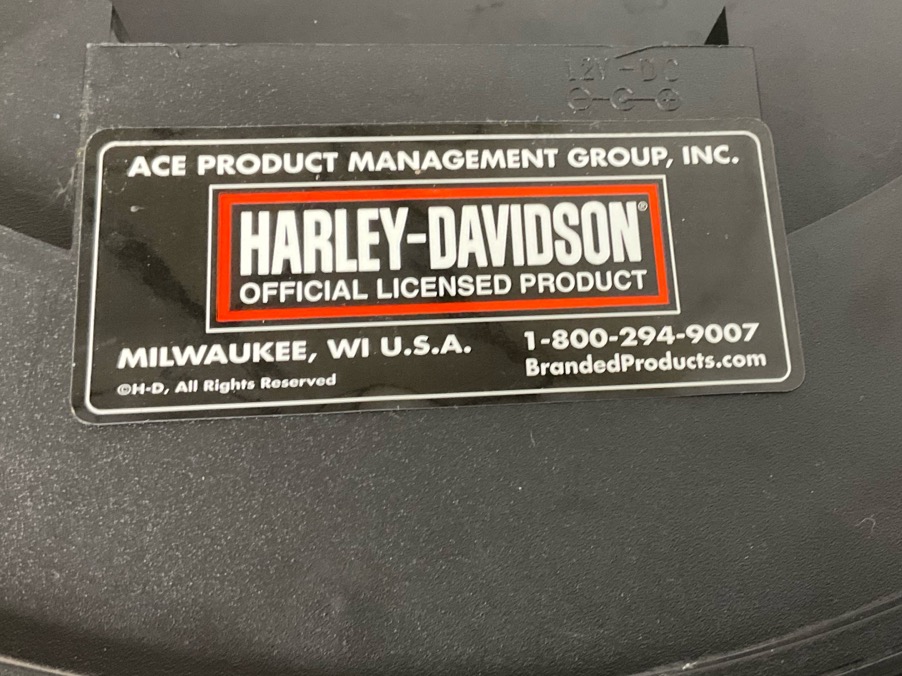 12V-DC
ACE PRODUCT MANAGEMENT GROUP, INC.
HARLEY-DAVIDSON®
OFFICIAL LICENSED PRODUCT
MILWAUKEE, WI U.S.A.
1-800-294-9007
BrandedProducts.com
©H-D, All Rights Reserved